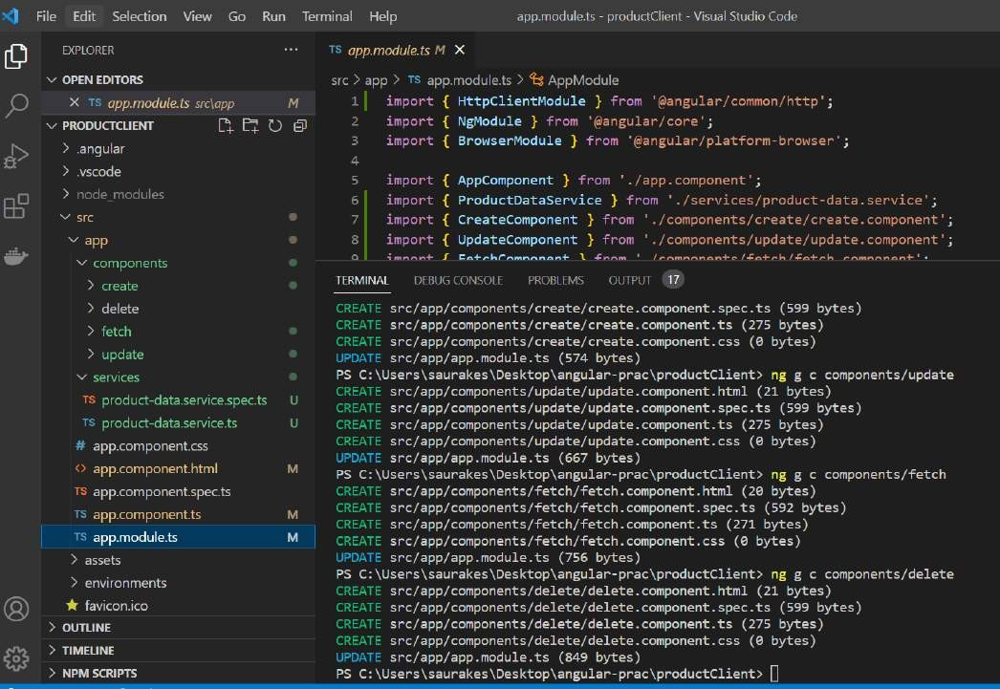 File Edit Selection View Go Run Terminal Help app.module.ts - productClient - Visual Studio Code
EXPLORER ...
OPEN EDITORS
TS app.module.ts src\app M
PRODUCTCLIENT
.angular
.vscode
node_modules
src
app
components
create
delete
fetch
update
services
TS product-data.service.spec.ts U
TS product-data.service.ts U
# app.component.css
<> app.component.html M
TS app.component.spec.ts
TS app.component.ts M
TS app.module.ts M
assets
environments
favicon.ico
OUTLINE
TIMELINE
NPM SCRIPTS
TS app.module.ts M
src > app > TS app.module.ts > AppModule
1 import { HttpClientModule } from '@angular/common/http';
2 import { NgModule } from '@angular/core';
3 import { BrowserModule } from '@angular/platform-browser';
4
5 import { AppComponent } from './app.component';
6 import { ProductDataService } from './services/product-data.service';
7 import { CreateComponent } from './components/create/create.component';
8 import { UpdateComponent } from './components/update/update.component';
9 import { FetchComponent } from './components/fetch/fetch.component';
TERMINAL DEBUG CONSOLE PROBLEMS OUTPUT 17
CREATE src/app/components/create/create.component.spec.ts (599 bytes)
CREATE src/app/components/create/create.component.ts (275 bytes)
CREATE src/app/components/create/create.component.css (0 bytes)
UPDATE src/app/app.module.ts (574 bytes)
PS C:\Users\saurakes\Desktop\angular-prac\productClient> ng g c components/update
CREATE src/app/components/update/update.component.html (21 bytes)
CREATE src/app/components/update/update.component.spec.ts (599 bytes)
CREATE src/app/components/update/update.component.ts (275 bytes)
CREATE src/app/components/update/update.component.css (0 bytes)
UPDATE src/app/app.module.ts (667 bytes)
PS C:\Users\saurakes\Desktop\angular-prac\productClient> ng g c components/fetch
CREATE src/app/components/fetch/fetch.component.html (20 bytes)
CREATE src/app/components/fetch/fetch.component.spec.ts (592 bytes)
CREATE src/app/components/fetch/fetch.component.ts (271 bytes)
CREATE src/app/components/fetch/fetch.component.css (0 bytes)
UPDATE src/app/app.module.ts (756 bytes)
PS C:\Users\saurakes\Desktop\angular-prac\productClient> ng g c components/delete
CREATE src/app/components/delete/delete.component.html (21 bytes)
CREATE src/app/components/delete/delete.component.spec.ts (599 bytes)
CREATE src/app/components/delete/delete.component.ts (275 bytes)
CREATE src/app/components/delete/delete.component.css (0 bytes)
UPDATE src/app/app.module.ts (849 bytes)
PS C:\Users\saurakes\Desktop\angular-prac\productClient>